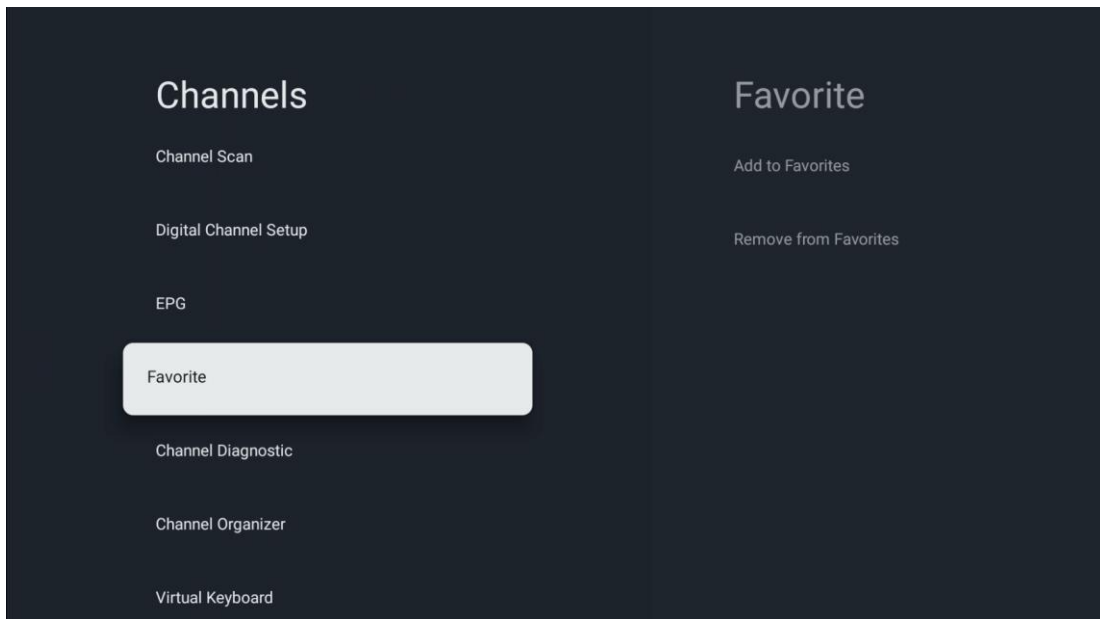 Channels
Channel Scan
Digital Channel Setup
EPG
Favorite
Channel Diagnostic
Channel Organizer
Virtual Keyboard
Favorite
Add to Favorites
Remove from Favorites